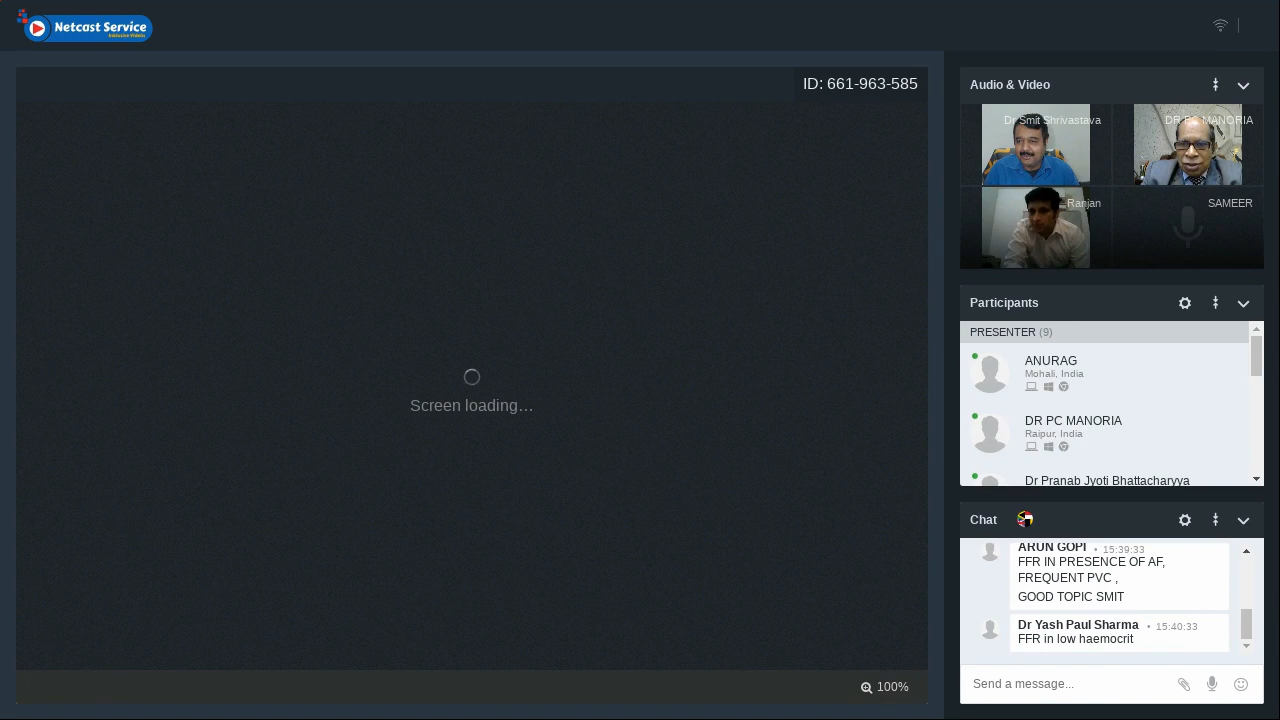 Netcast Service
ID: 661-963-585
Screen loading...
100%
Audio & Video
Dr Smit Shrivastava
DR PC MANORIA
Ranjan
SAMEER
Participants
PRESENTER (9)
ANURAG
Mohali, India
DR PC MANORIA
Raipur, India
Dr Pranab Jyoti Bhattacharyya
Chat
ARUN GOPI • 15:39:33
FFR IN PRESENCE OF AF,
FREQUENT PVC ,
GOOD TOPIC SMIT
Dr Yash Paul Sharma • 15:40:33
FFR in low haemocrit
Send a message...